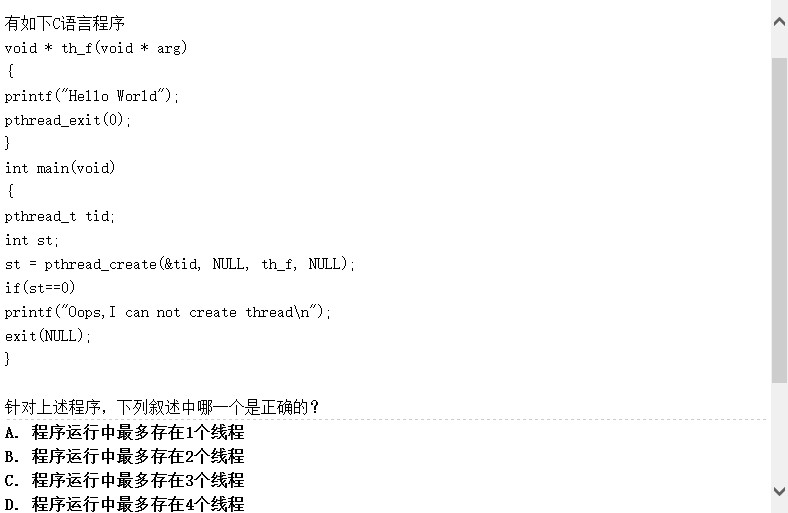 有如下C语言程序
void * th_f(void * arg)
{
printf("Hello World");
pthread_exit(0);
}
int main(void)
{
pthread_t tid;
int st;
st = pthread_create(&tid, NULL, th_f, NULL);
if(st==0)
printf("Oops,I can not create thread\n");
exit(NULL);
}
针对上述程序，下列叙述中哪一个是正确的？
A. 程序运行中最多存在1个线程
B. 程序运行中最多存在2个线程
C. 程序运行中最多存在3个线程
D. 程序运行中最多存在4个线程